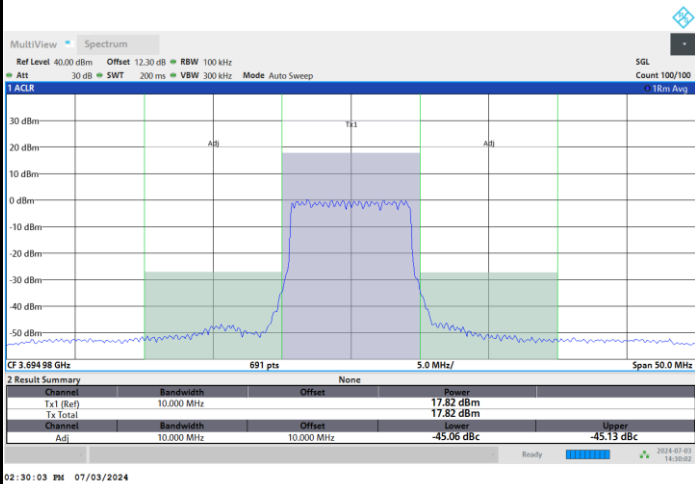 MultiView Spectrum
Ref Level 40.00 dBm Offset 12.30 dB RBW 100 kHz SGL
Att 30 dB SWT 200 ms VBW 300 kHz Mode Auto Sweep Count 100/100
1 ACLR 1Rm Avg
30 dBm
Tx1
20 dBm
Adj Adj
10 dBm
0 dBm
-10 dBm
-20 dBm
-30 dBm
-40 dBm
-50 dBm
CF 3.694 98 GHz 691 pts 5.0 MHz/ Span 50.0 MHz
2 Result Summary None
Channel Bandwidth Offset Power
Tx1 (Ref) 10.000 MHz 17.82 dBm
Tx Total 17.82 dBm
Channel Bandwidth Offset Lower Upper
Adj 10.000 MHz 10.000 MHz -45.06 dBc -45.13 dBc
Ready 2024-07-03
14:30:02
02:30:03 PM 07/03/2024